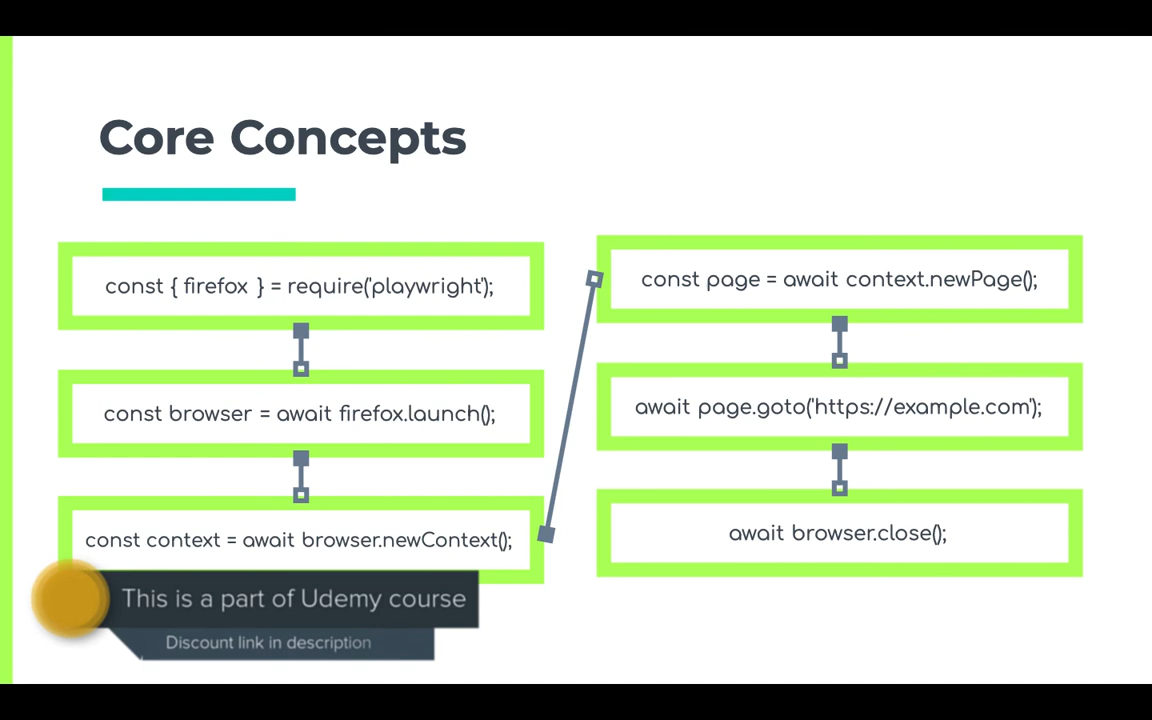 Core Concepts
const { firefox } = require('playwright');
const browser = await firefox.launch();
const context = await browser.newContext();
const page = await context.newPage();
await page.goto('https://example.com');
await browser.close();
This is a part of Udemy course
Discount link in description